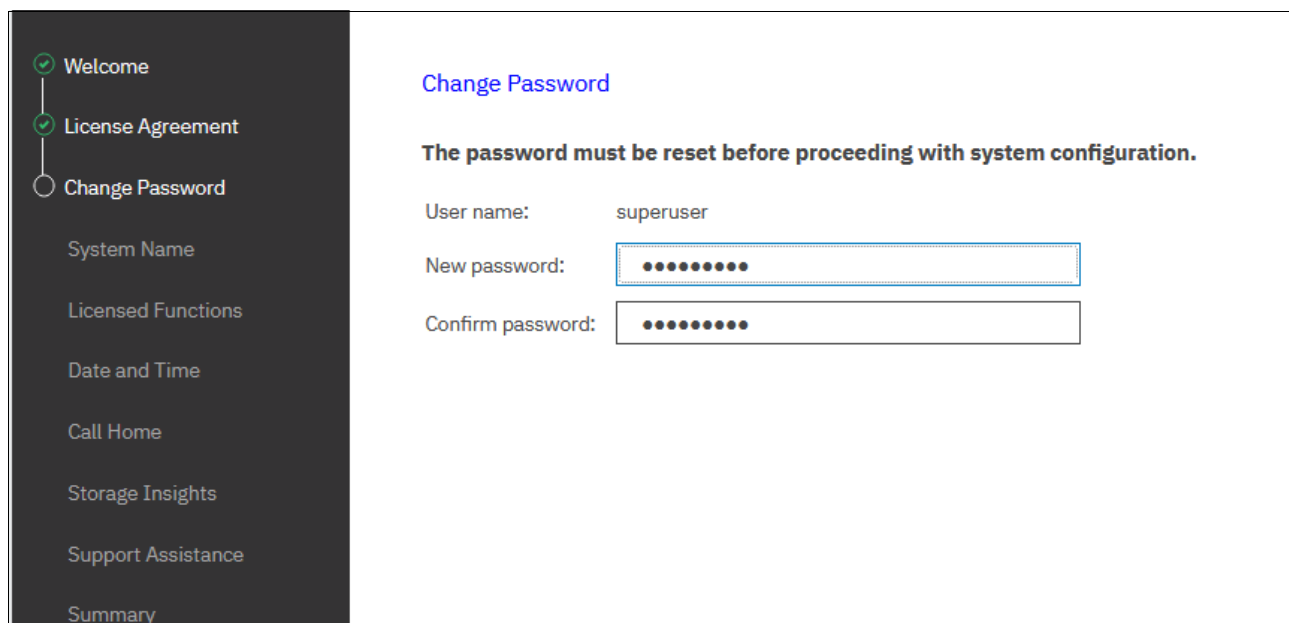 Welcome
License Agreement
Change Password
System Name
Licensed Functions
Date and Time
Call Home
Storage Insights
Support Assistance
Summary
Change Password
The password must be reset before proceeding with system configuration.
User name: superuser
New password: •••••••••
Confirm password: •••••••••